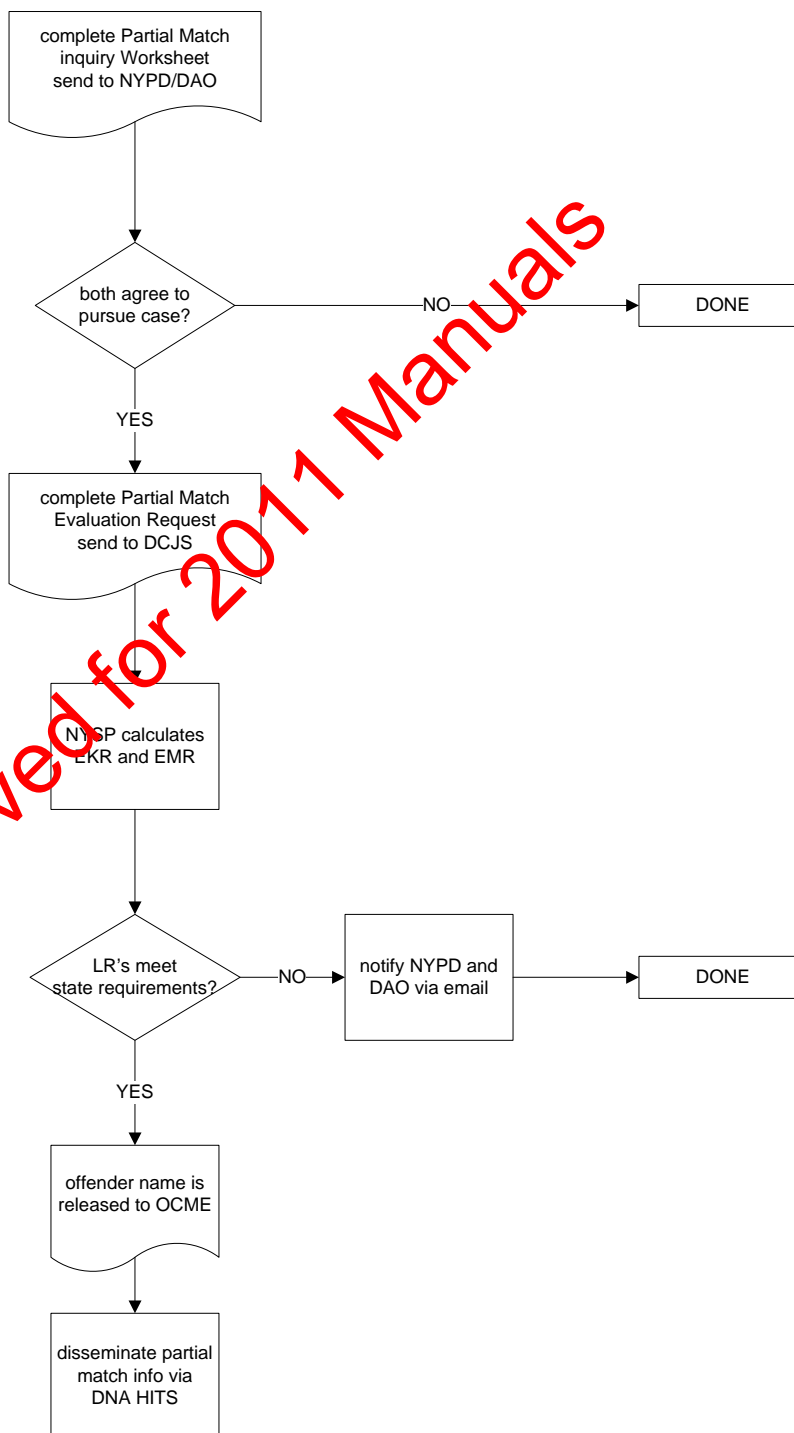 complete Partial Match
inquiry Worksheet
send to NYPD/DAO
both agree to
pursue case?
NO
DONE
YES
complete Partial Match
Evaluation Request
send to DCJS
NYSP calculates
EKR and EMR
LR's meet
state requirements?
NO
notify NYPD and
DAO via email
DONE
YES
offender name is
released to OCME
disseminate partial
match info via
DNA HITS
ved for 2011 Manuals